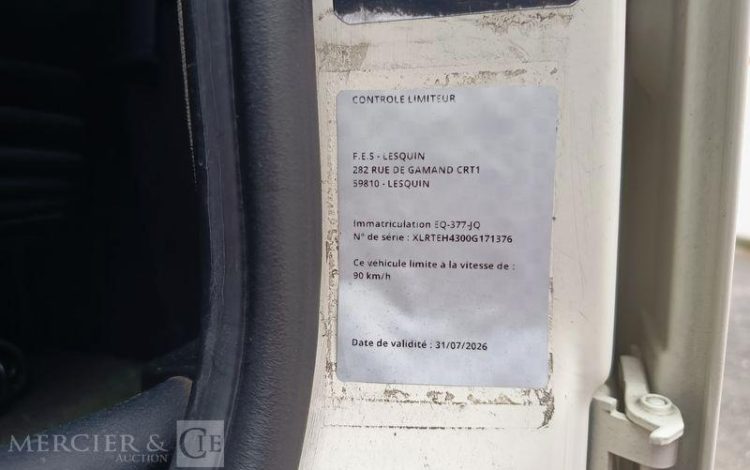 CONTROLE LIMITEUR
F.E.S - LESQUIN
282 RUE DE GAMAND CRT1
59810 - LESQUIN
Immatriculation EQ-377-JQ
N° de série : XLRTEH4300G171376
Ce véhicule limite à la vitesse de :
90 km/h
Date de validité : 31/07/2026
MERCIER & CIE
AUCTION